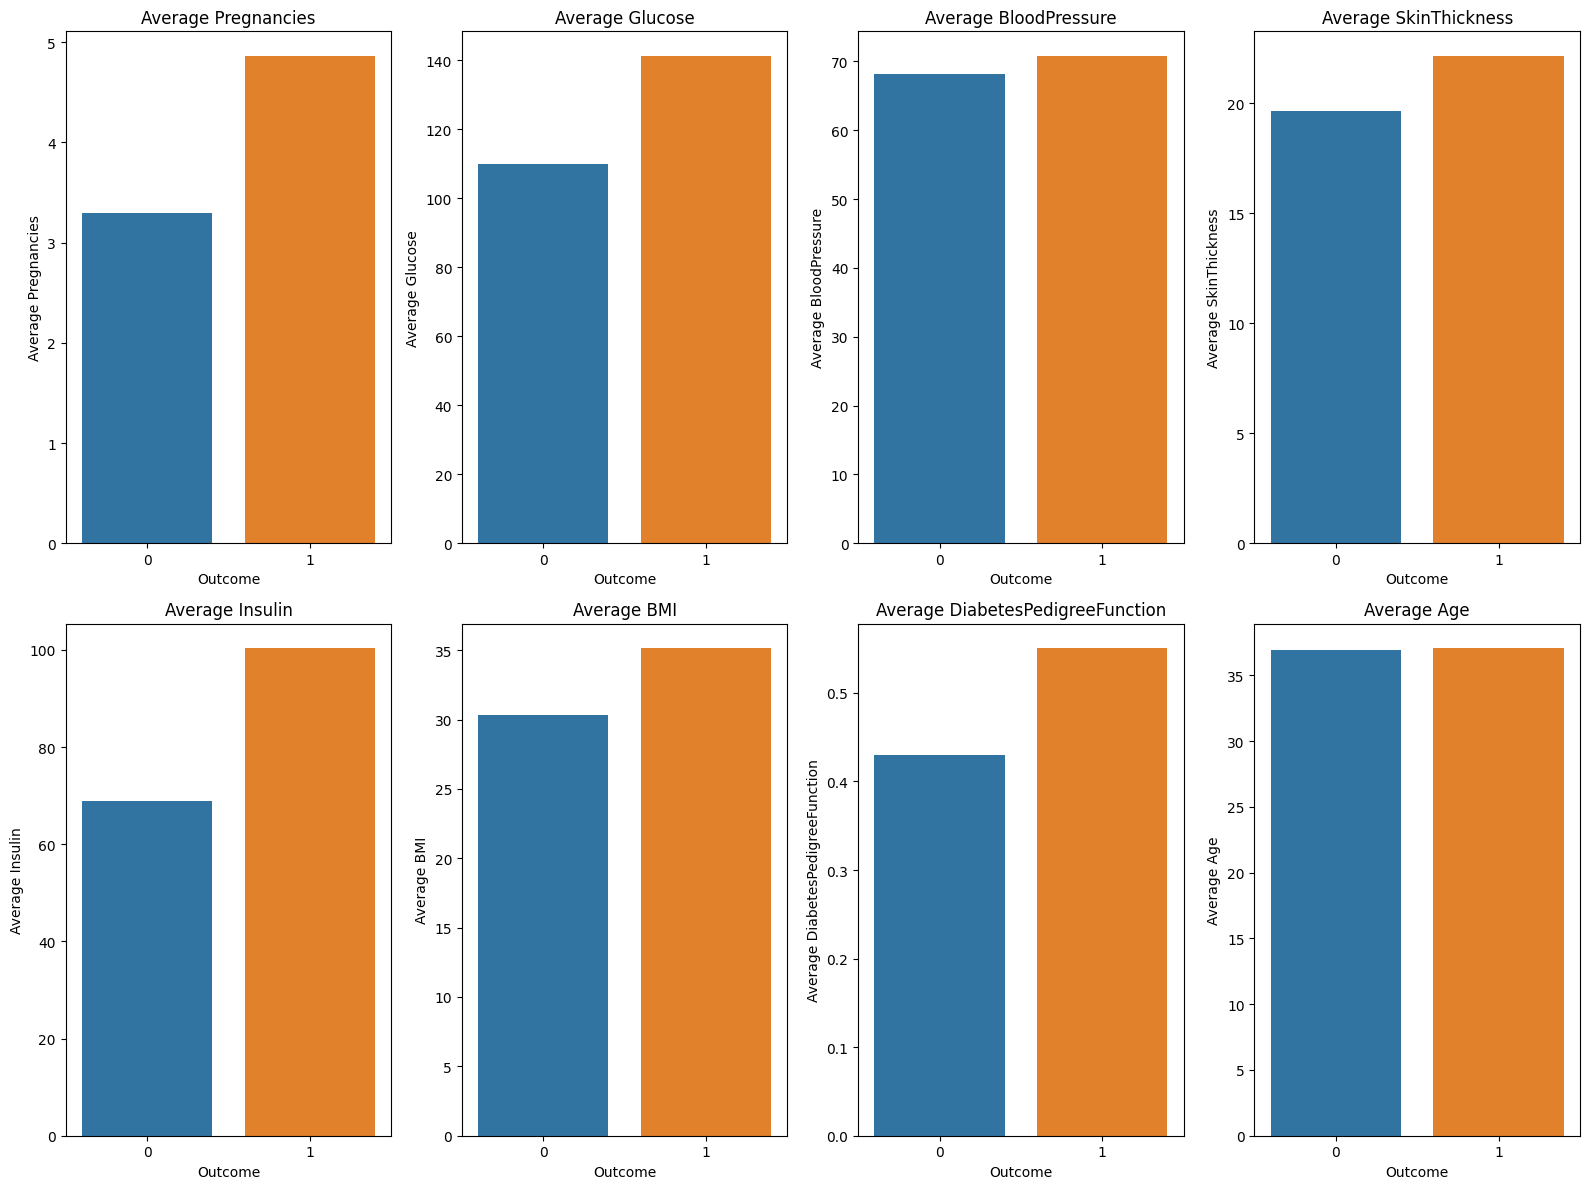 Average Pregnancies
Average Glucose
Average BloodPressure
Average SkinThickness
Average Pregnancies
5
4
3
2
1
0
0
1
Outcome
Average Glucose
140
120
100
80
60
40
20
0
0
1
Outcome
Average BloodPressure
70
60
50
40
30
20
10
0
0
1
Outcome
Average SkinThickness
20
15
10
5
0
0
1
Outcome
Average Insulin
Average BMI
Average DiabetesPedigreeFunction
Average Age
Average Insulin
100
80
60
40
20
0
0
1
Outcome
Average BMI
35
30
25
20
15
10
5
0
0
1
Outcome
Average DiabetesPedigreeFunction
0.5
0.4
0.3
0.2
0.1
0.0
0
1
Outcome
Average Age
35
30
25
20
15
10
5
0
0
1
Outcome